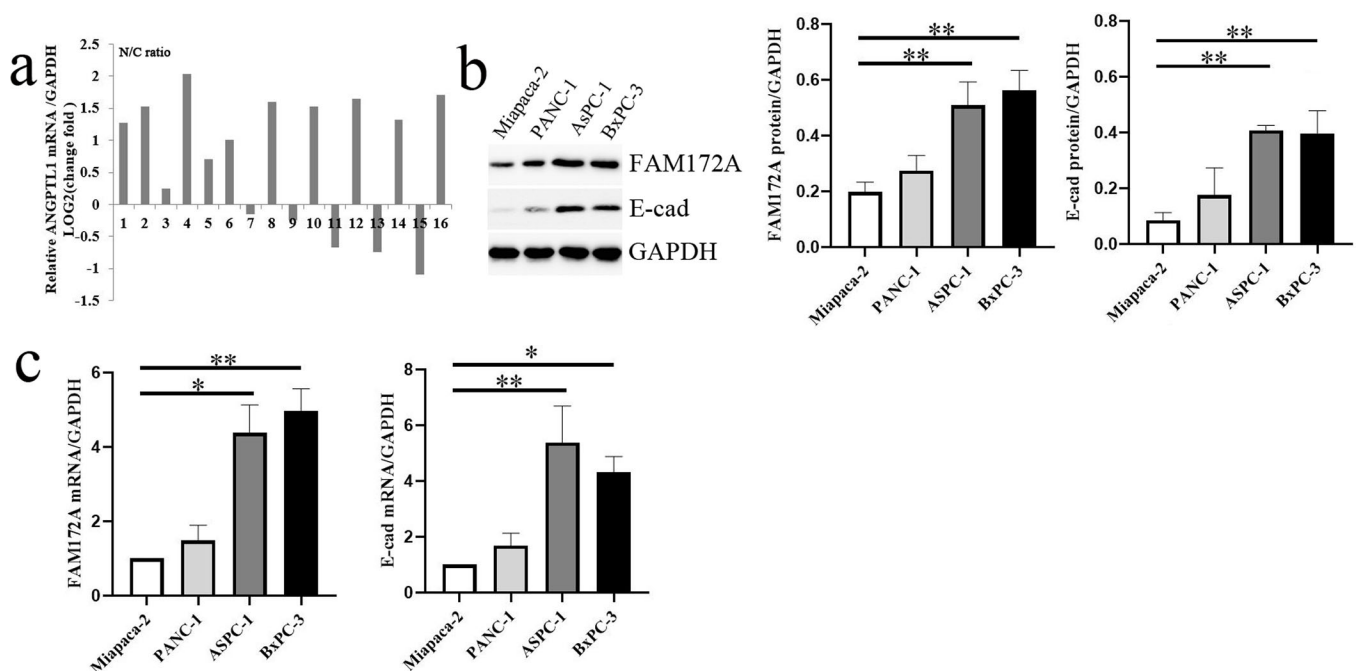 a
N/C ratio
Relative ANGPTL1 mRNA /GAPDH
LOG2(change fold)
2.5
2
1.5
1
0.5
0
-0.5
-1
-1.5
1 2 3 4 5 6 7 8 9 10 11 12 13 14 15 16
b
Miapaca-2 PANC-1 AsPC-1 BxPC-3
FAM172A
E-cad
GAPDH
FAM172A protein/GAPDH
0.8
0.6
0.4
0.2
0.0
**
**
Miapaca-2 PANC-1 ASPC-1 BxPC-3
E-cad protein/GAPDH
0.8
0.6
0.4
0.2
0.0
**
**
Miapaca-2 PANC-1 ASPC-1 BxPC-3
c
FAM172A mRNA/GAPDH
6
4
2
0
**
*
Miapaca-2 PANC-1 ASPC-1 BxPC-3
E-cad mRNA/GAPDH
8
6
4
2
0
*
**
Miapaca-2 PANC-1 ASPC-1 BxPC-3